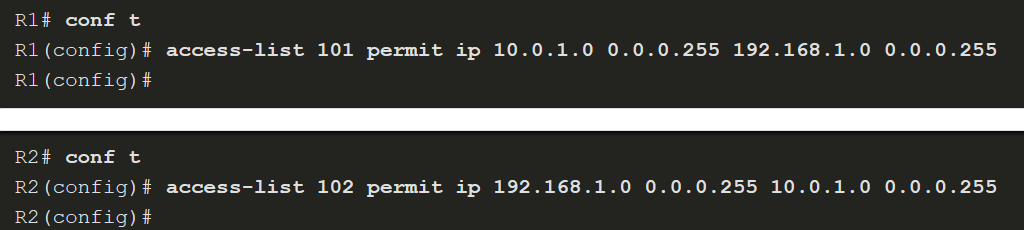 R1# conf t
R1(config)# access-list 101 permit ip 10.0.1.0 0.0.0.255 192.168.1.0 0.0.0.255
R1(config)#
R2# conf t
R2(config)# access-list 102 permit ip 192.168.1.0 0.0.0.255 10.0.1.0 0.0.0.255
R2(config)#